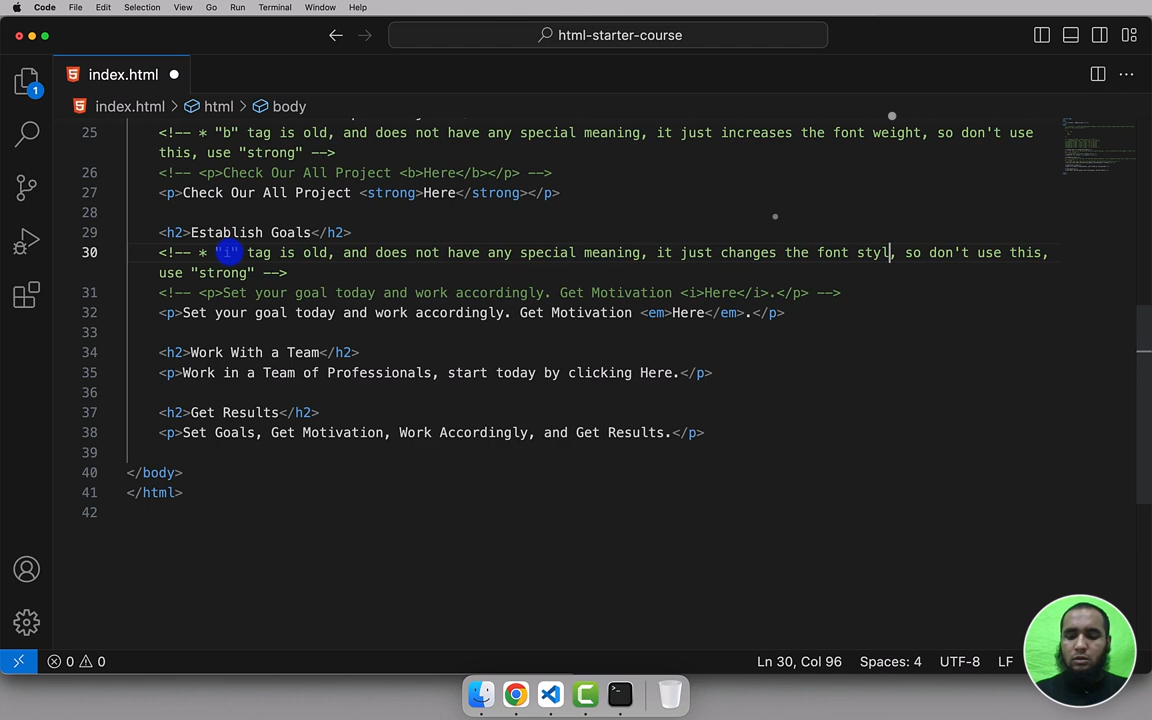 Code File Edit Selection View Go Run Terminal Window Help
html-starter-course
index.html
index.html > html > body
1
25 <!-- * "b" tag is old, and does not have any special meaning, it just increases the font weight, so don't use
this, use "strong" -->
26 <!-- <p>Check Our All Project <b>Here</b></p> -->
27 <p>Check Our All Project <strong>Here</strong></p>
28
29 <h2>Establish Goals</h2>
30 <!-- * "i" tag is old, and does not have any special meaning, it just changes the font styl, so don't use this,
use "strong" -->
31 <!-- <p>Set your goal today and work accordingly. Get Motivation <i>Here</i>.</p> -->
32 <p>Set your goal today and work accordingly. Get Motivation <em>Here</em>.</p>
33
34 <h2>Work With a Team</h2>
35 <p>Work in a Team of Professionals, start today by clicking Here.</p>
36
37 <h2>Get Results</h2>
38 <p>Set Goals, Get Motivation, Work Accordingly, and Get Results.</p>
39
40 </body>
41 </html>
42
0 0 Ln 30, Col 96 Spaces: 4 UTF-8 LF